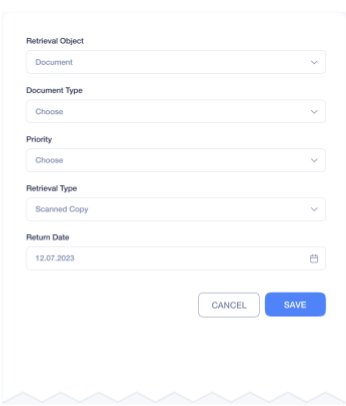 Retrieval Object
Document
Document Type
Choose
Priority
Choose
Retrieval Type
Scanned Copy
Return Date
12.07.2023
CANCEL SAVE